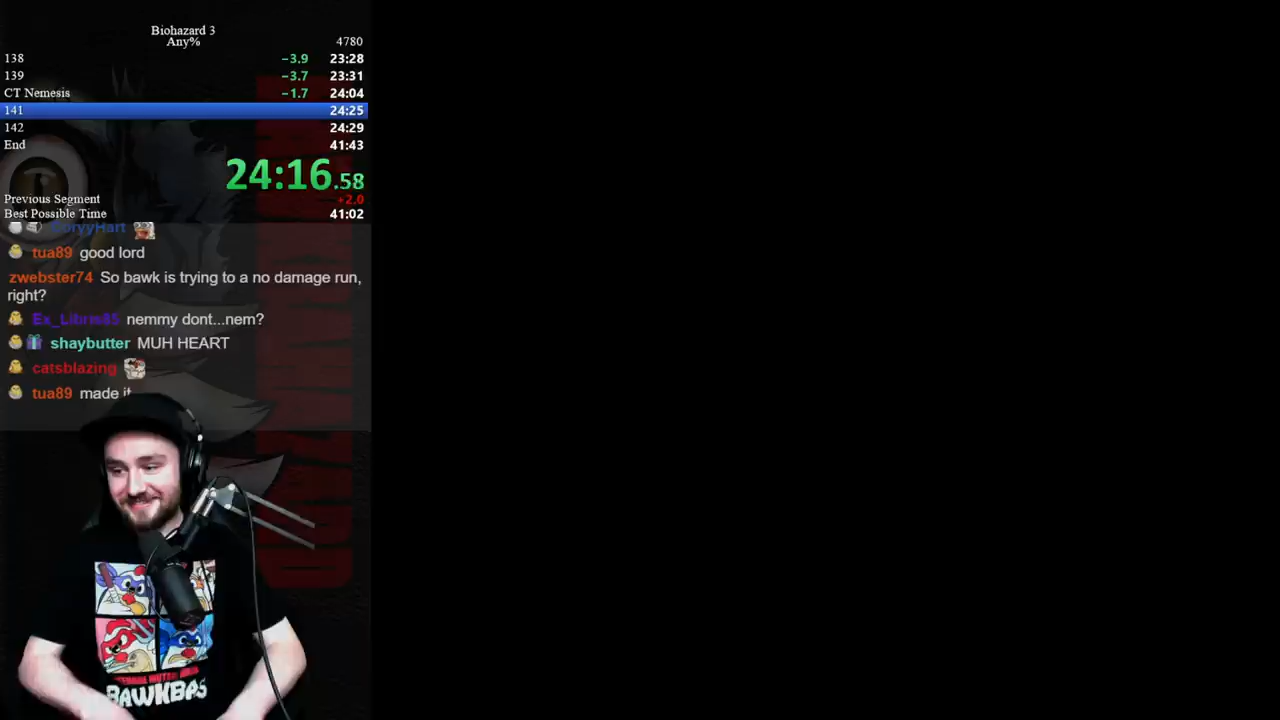 Biohazard 3
Any%
4780
138 -3.9 23:28
139 -3.7 23:31
CT Nemesis -1.7 24:04
141 24:25
142 24:29
End 41:43
24:16.58
Previous Segment +2.0
Best Possible Time 41:02
CoryyHart
tua89 good lord
zwebster74 So bawk is trying to a no damage run,
right?
Ex_Libris85 nemmy dont...nem?
shaybutter MUH HEART
catsblazing
tua89 made it
BAWKBAS